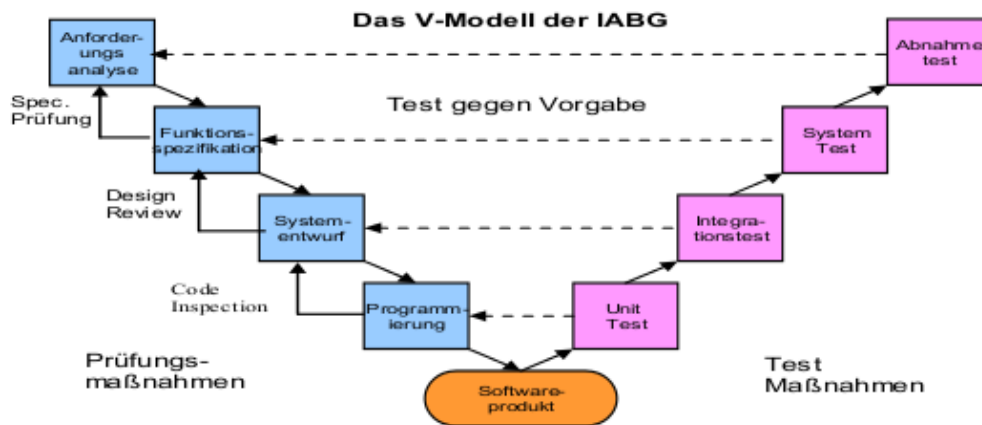 Das V-Modell der IABG
Anforder-
ungs
analyse
Abnahme
test
Spec.
Prüfung
Test gegen Vorgabe
Funktions-
spezifikation
System
Test
Design
Review
System-
entwurf
Integra-
tionstest
Code
Inspection
Programm-
ierung
Unit
Test
Prüfungs-
maßnahmen
Test
Maßnahmen
Software-
produkt